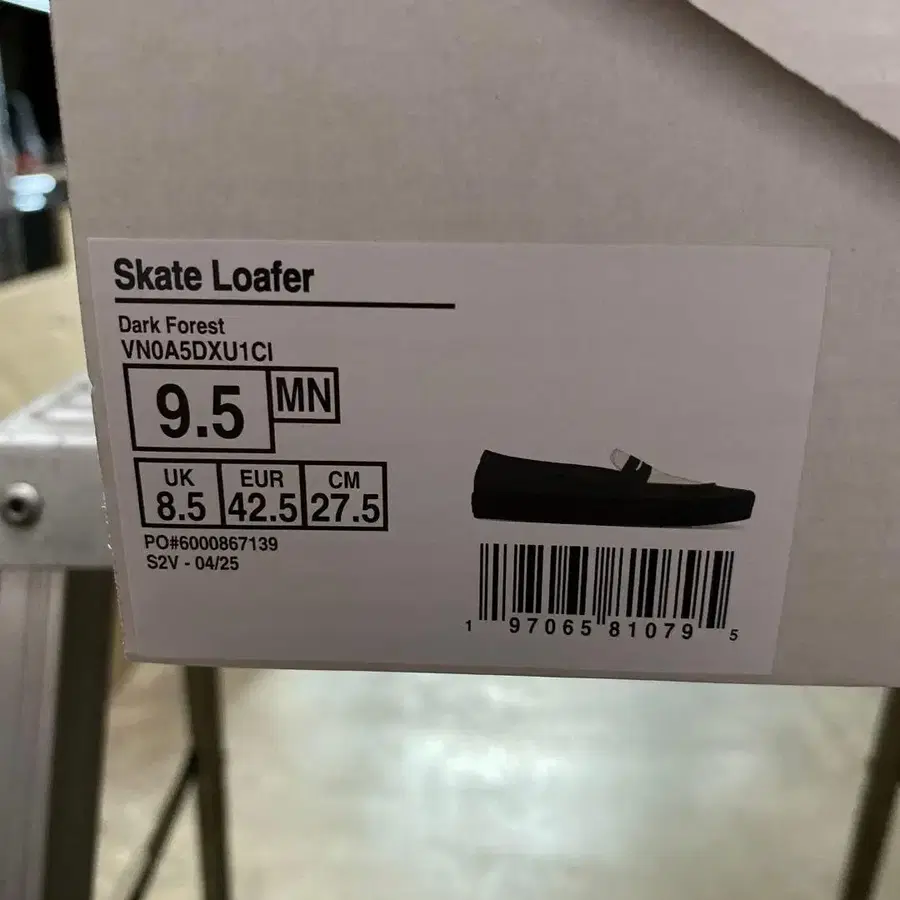 Skate Loafer
Dark Forest
VN0A5DXU1CI
9.5 MN
UK EUR CM
8.5 42.5 27.5
PO#6000867139
S2V - 04/25
1 97065 81079 5